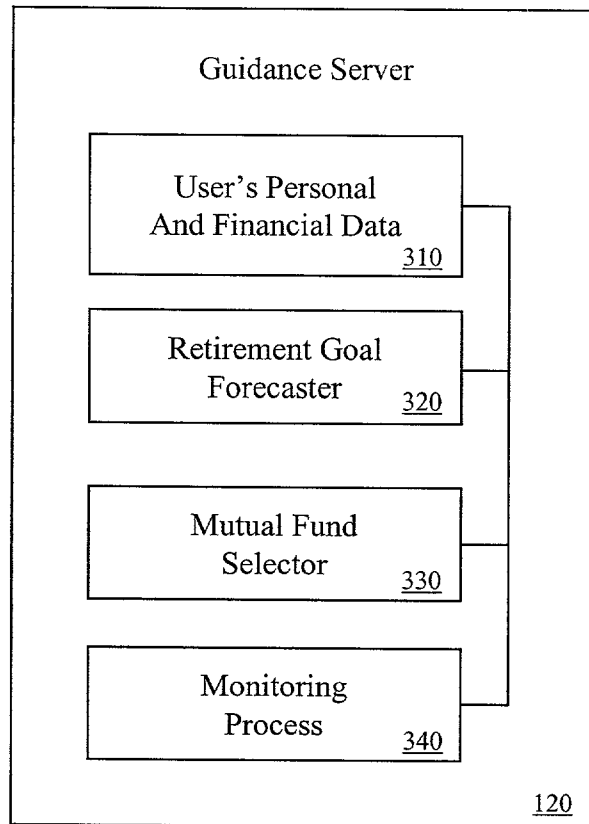 Guidance Server
User's Personal
And Financial Data
310
Retirement Goal
Forecaster
320
Mutual Fund
Selector
330
Monitoring
Process
340
120